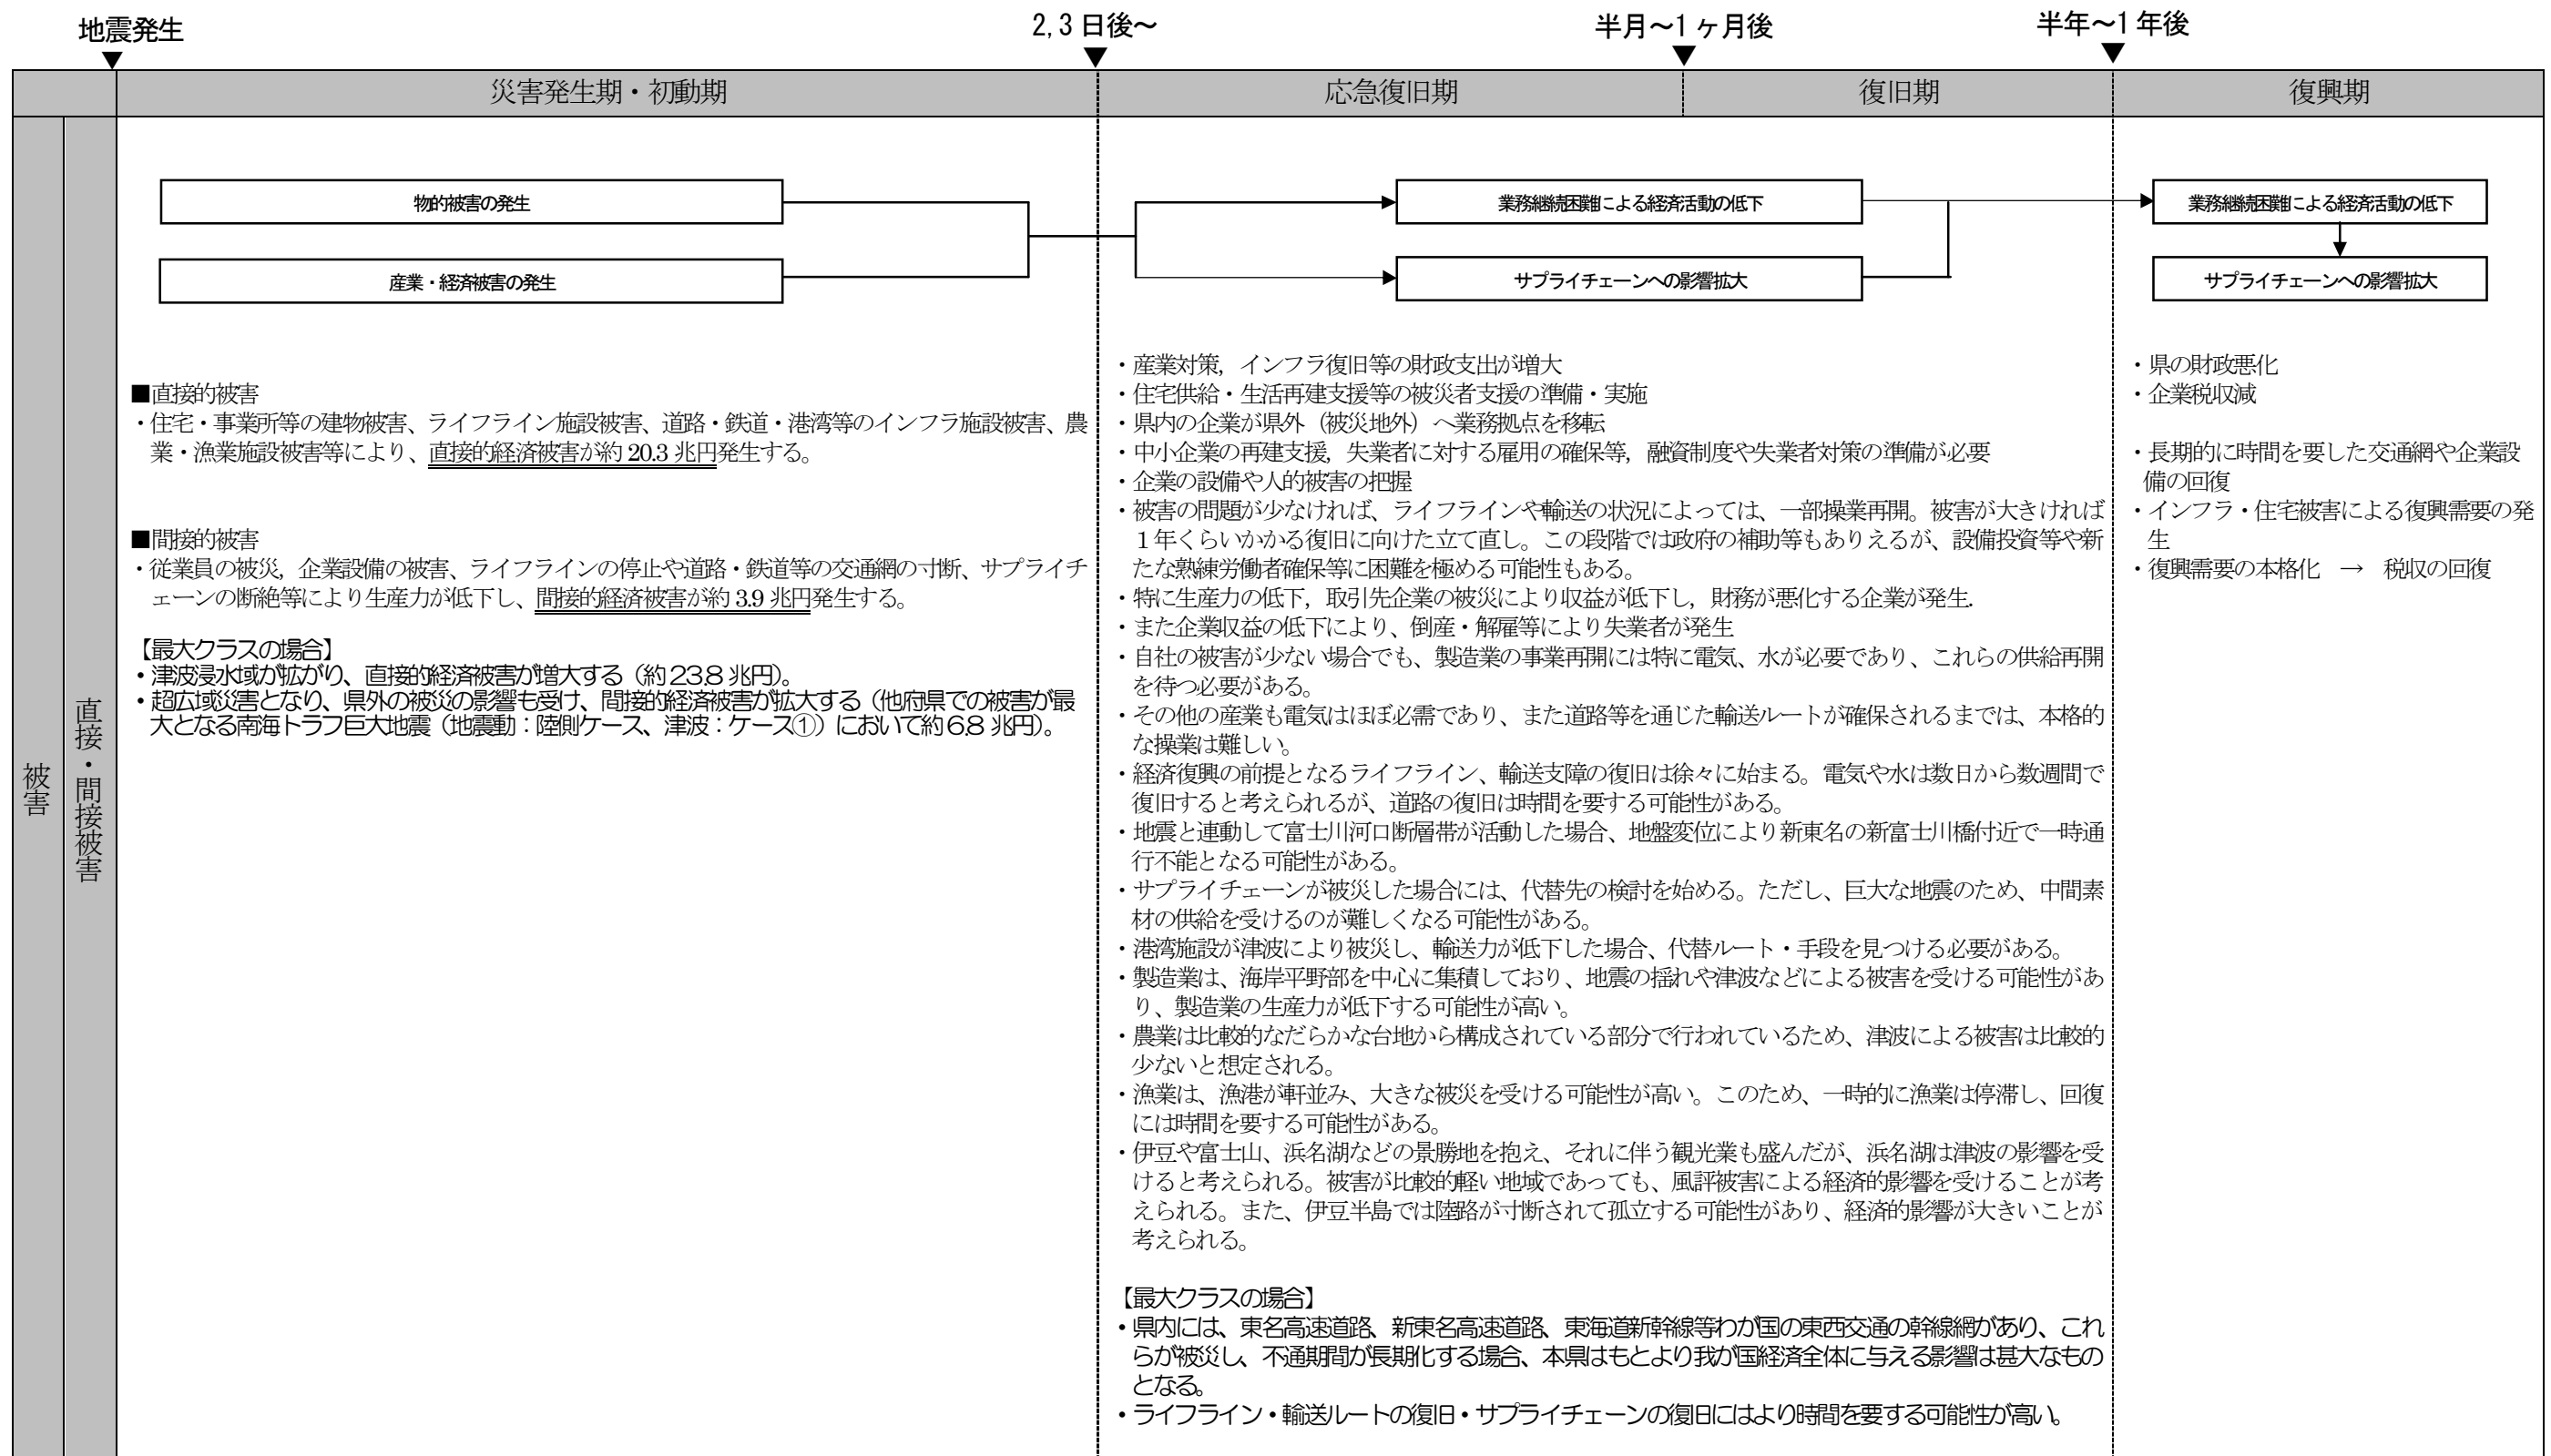 地震発生
2,3 日後～
半月～1 ヶ月後
半年～1 年後
災害発生期・初動期
応急復旧期
復旧期
復興期
被害
直接・間接被害
物的被害の発生
産業・経済被害の発生
業務継続困難による経済活動の低下
サプライチェーンへの影響拡大
業務継続困難による経済活動の低下
サプライチェーンへの影響拡大
■直接的被害
・住宅・事業所等の建物被害、ライフライン施設被害、道路・鉄道・港湾等のインフラ施設被害、農
業・漁業施設被害等により、直接的経済被害が約 20.3 兆円発生する。
■間接的被害
・従業員の被災，企業設備の被害、ライフラインの停止や道路・鉄道等の交通網の寸断、サプライチ
ェーンの断絶等により生産力が低下し、間接的経済被害が約 3.9 兆円発生する。
【最大クラスの場合】
・津波浸水域が拡がり、直接的経済被害が増大する（約 23.8 兆円）。
・超広域災害となり、県外の被災の影響も受け、間接的経済被害が拡大する（他府県での被害が最
大となる南海トラフ巨大地震（地震動：陸側ケース、津波：ケース①）において約 6.8 兆円）。
・産業対策，インフラ復旧等の財政支出が増大
・住宅供給・生活再建支援等の被災者支援の準備・実施
・県内の企業が県外（被災地外）へ業務拠点を移転
・中小企業の再建支援，失業者に対する雇用の確保等，融資制度や失業者対策の準備が必要
・企業の設備や人的被害の把握
・被害の問題が少なければ、ライフラインや輸送の状況によっては、一部操業再開。被害が大きければ
１年くらいかかる復旧に向けた立て直し。この段階では政府の補助等もありえるが、設備投資等や新
たな熟練労働者確保等に困難を極める可能性もある。
・特に生産力の低下，取引先企業の被災により収益が低下し，財務が悪化する企業が発生．
・また企業収益の低下により、倒産・解雇等により失業者が発生
・自社の被害が少ない場合でも、製造業の事業再開には特に電気、水が必要であり、これらの供給再開
を待つ必要がある。
・その他の産業も電気はほぼ必需であり、また道路等を通じた輸送ルートが確保されるまでは、本格的
な操業は難しい。
・経済復興の前提となるライフライン、輸送支障の復旧は徐々に始まる。電気や水は数日から数週間で
復旧すると考えられるが、道路の復旧は時間を要する可能性がある。
・地震と連動して富士川河口断層帯が活動した場合、地盤変位により新東名の新富士川橋付近で一時通
行不能となる可能性がある。
・サプライチェーンが被災した場合には、代替先の検討を始める。ただし、巨大な地震のため、中間素
材の供給を受けるのが難しくなる可能性がある。
・港湾施設が津波により被災し、輸送力が低下した場合、代替ルート・手段を見つける必要がある。
・製造業は、海岸平野部を中心に集積しており、地震の揺れや津波などによる被害を受ける可能性があ
り、製造業の生産力が低下する可能性が高い。
・農業は比較的なだらかな台地から構成されている部分で行われているため、津波による被害は比較的
少ないと想定される。
・漁業は、漁港が軒並み、大きな被災を受ける可能性が高い。このため、一時的に漁業は停滞し、回復
には時間を要する可能性がある。
・伊豆や富士山、浜名湖などの景勝地を抱え、それに伴う観光業も盛んだが、浜名湖は津波の影響を受
けると考えられる。被害が比較的軽い地域であっても、風評被害による経済的影響を受けることが考
えられる。また、伊豆半島では陸路が寸断されて孤立する可能性があり、経済的影響が大きいことが
考えられる。
【最大クラスの場合】
・県内には、東名高速道路、新東名高速道路、東海道新幹線等わが国の東西交通の幹線網があり、これ
らが被災し、不通期間が長期化する場合、本県はもとより我が国経済全体に与える影響は甚大なもの
となる。
・ライフライン・輸送ルートの復旧・サプライチェーンの復旧にはより時間を要する可能性が高い。
・県の財政悪化
・企業税収減
・長期的に時間を要した交通網や企業設
備の回復
・インフラ・住宅被害による復興需要の発
生
・復興需要の本格化　→　税収の回復